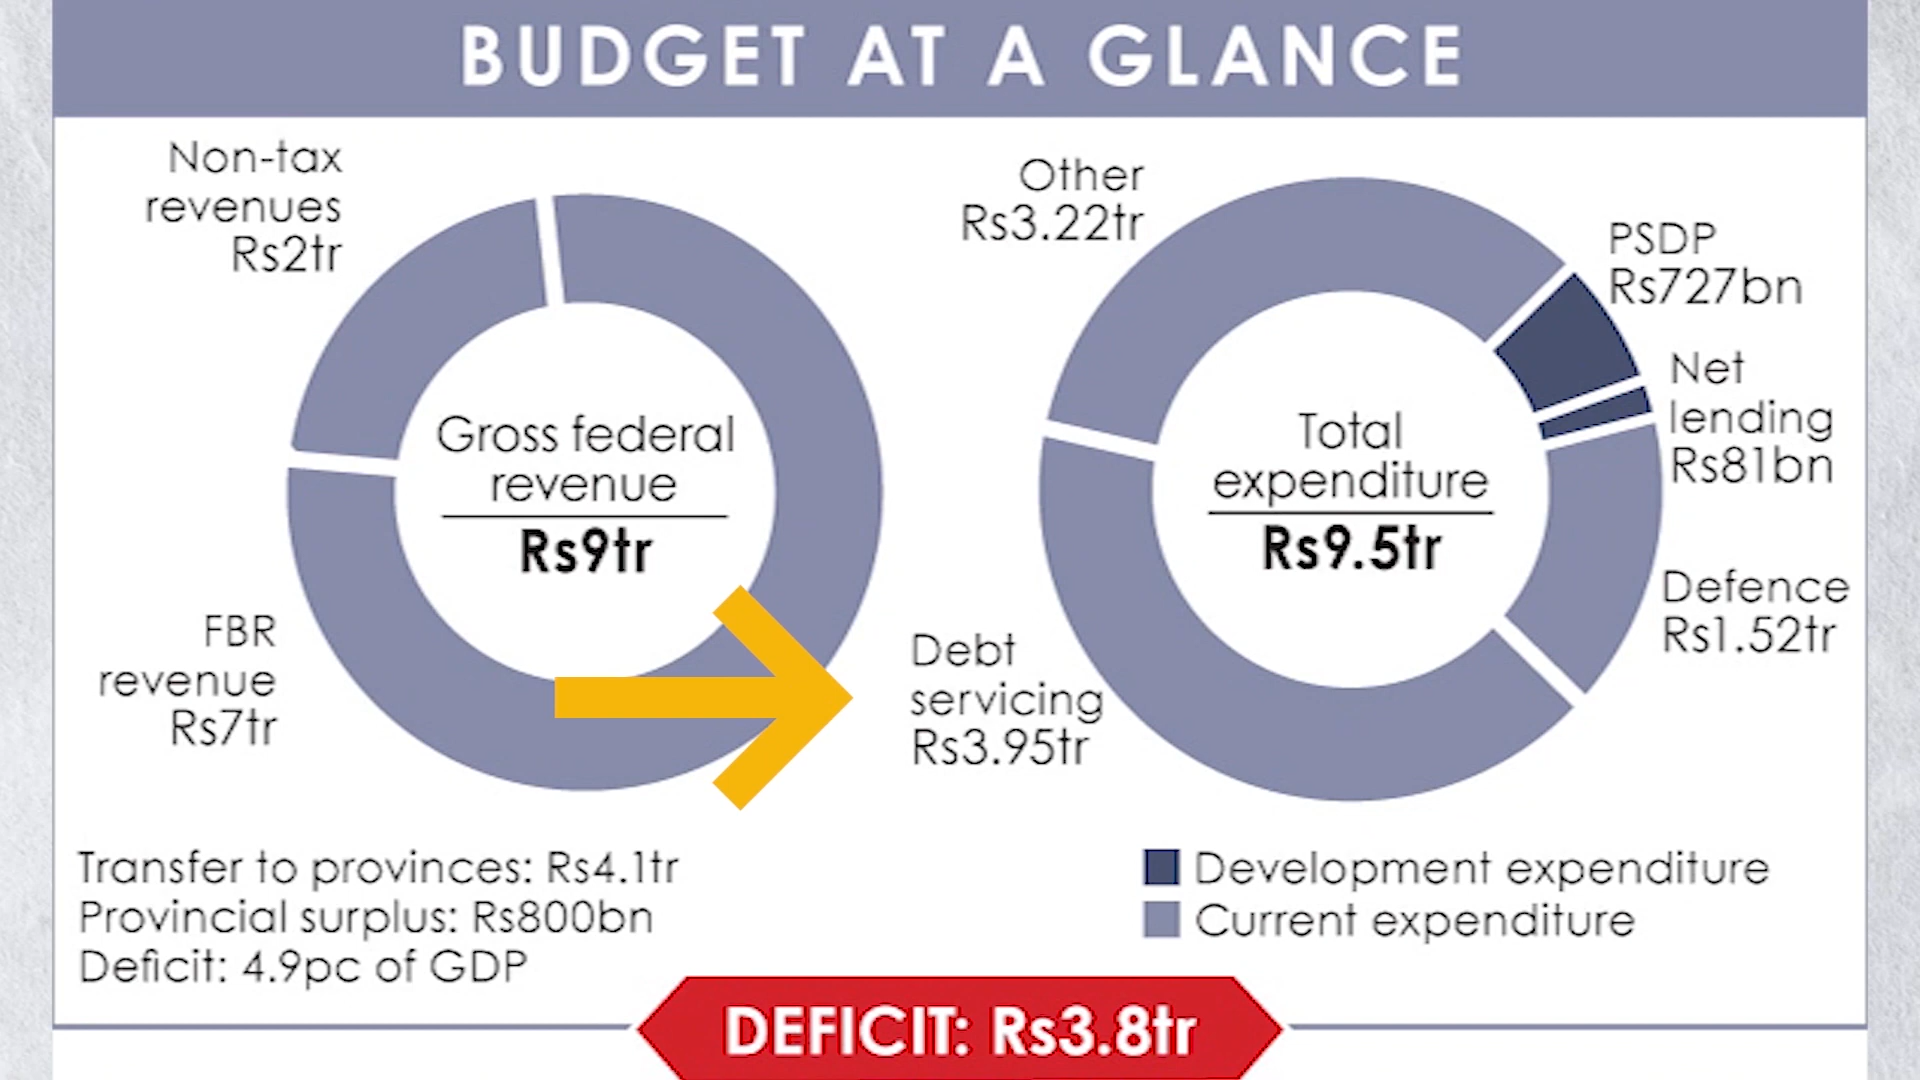 BUDGET AT A GLANCE
Non-tax
revenues
Rs2tr
Gross federal
revenue
Rs9tr
FBR
revenue
Rs7tr
Other
Rs3.22tr
PSDP
Rs727bn
Net
lending
Rs81bn
Total
expenditure
Rs9.5tr
Defence
Rs1.52tr
Debt
servicing
Rs3.95tr
Transfer to provinces: Rs4.1tr
Provincial surplus: Rs800bn
Deficit: 4.9pc of GDP
Development expenditure
Current expenditure
DEFICIT: Rs3.8tr